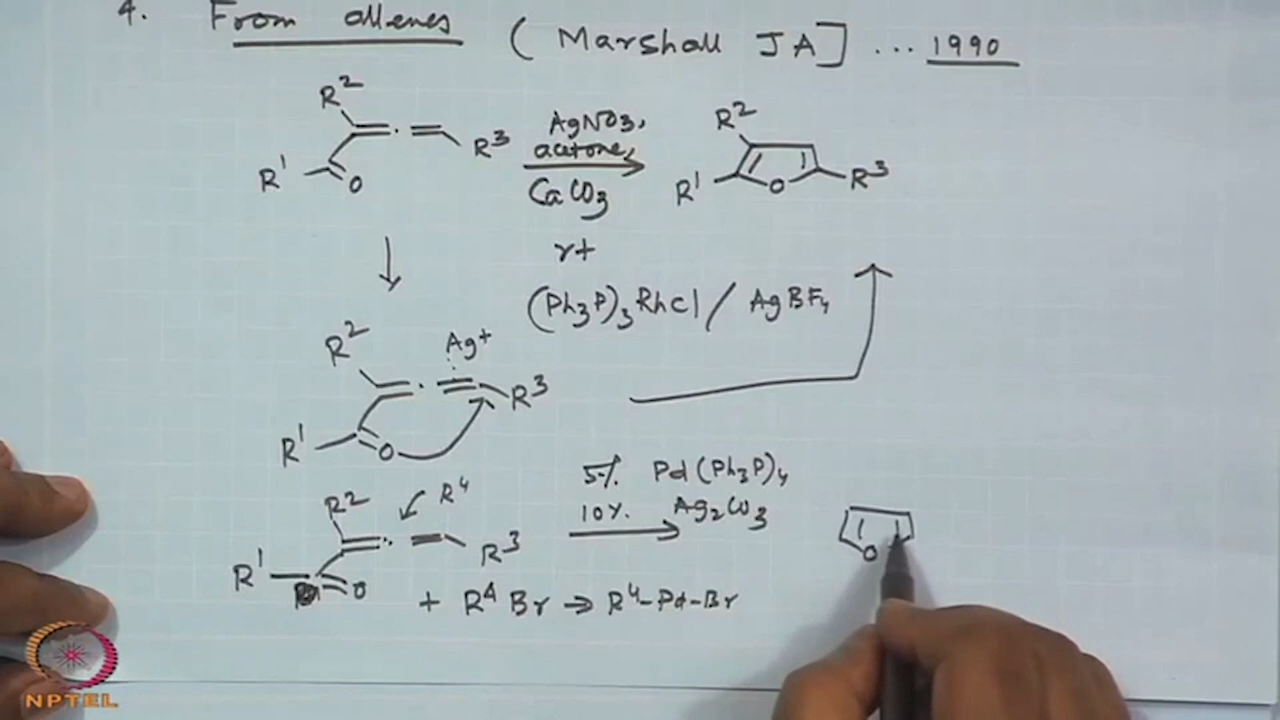 4. From allenes ( Marshall JA] ... 1990
R² R³ R¹ O
AgNO3,
acetone,
CaCO3
rt
(Ph3P)3RhCl / AgBF4
R² R¹ O R³
R² Ag+ R³ R¹ O
R² R⁴ R³ R¹ O
5% Pd(Ph3P)4
10% Ag2CO3
O
+ R⁴Br → R⁴-Pd-Br
NPTEL